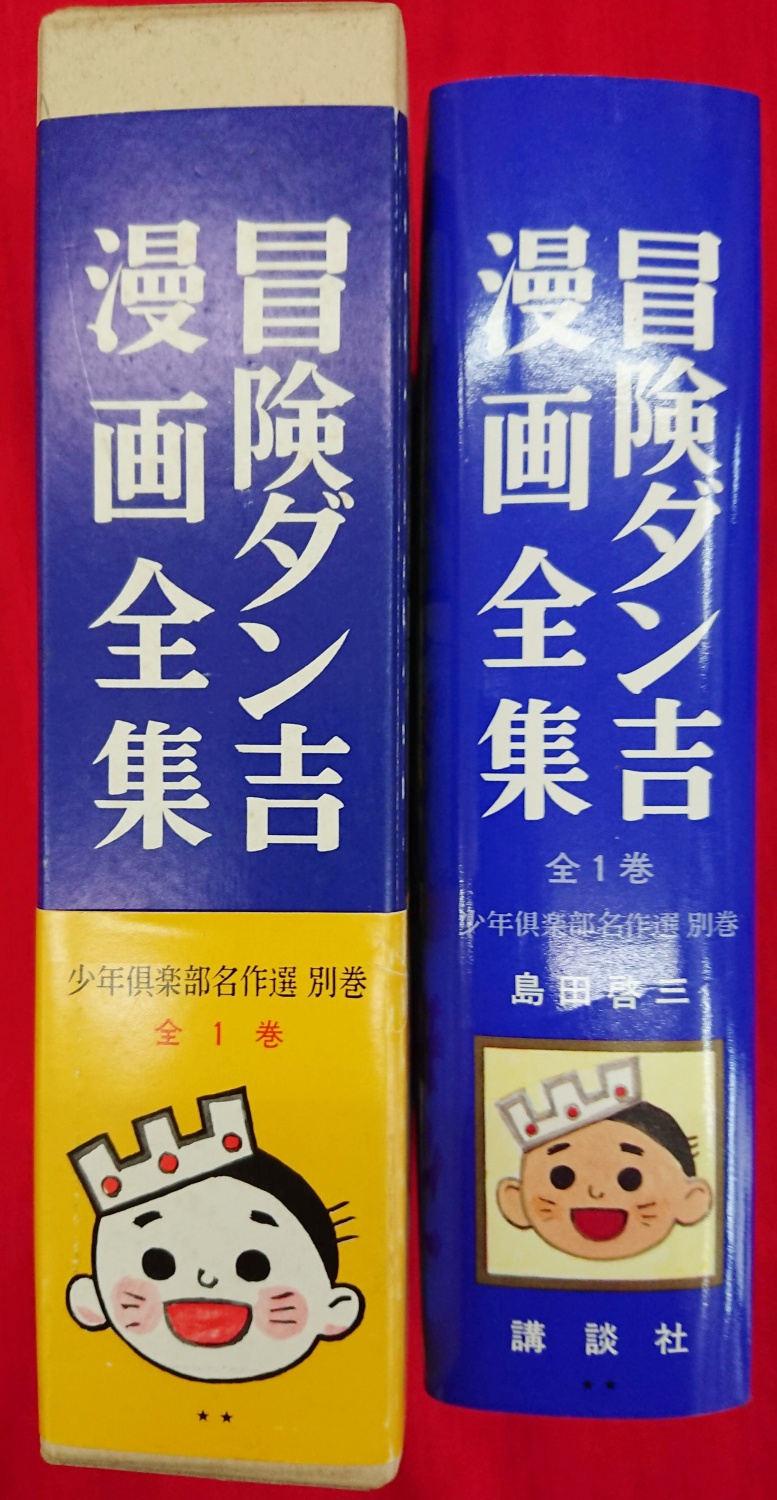 冒険ダン吉
漫画全集
少年倶楽部名作選 別巻
全1巻
★★
冒険ダン吉
漫画全集
全1巻
少年倶楽部名作選 別巻
島田啓三
講談社
★★